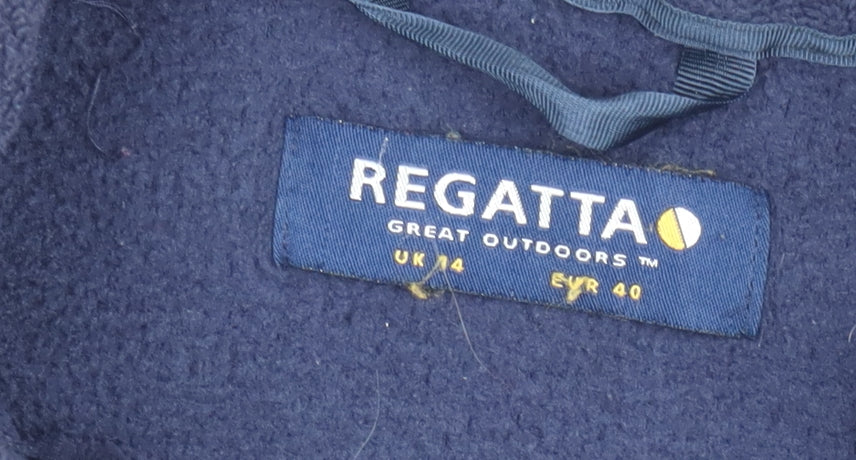 REGATTA
GREAT OUTDOORS ™
UK 14 EUR 40